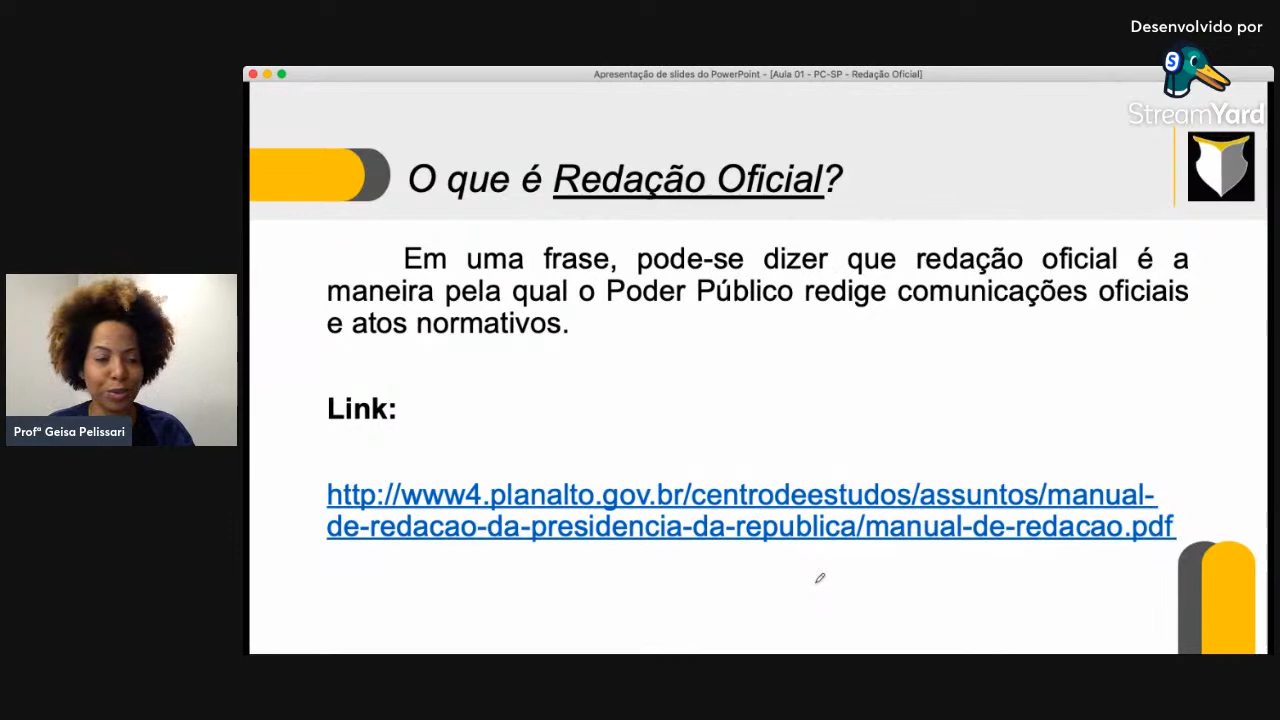 Desenvolvido por
StreamYard
Apresentação de slides do PowerPoint - [Aula 01 - PC-SP - Redação Oficial]
O que é Redação Oficial?
Em uma frase, pode-se dizer que redação oficial é a
maneira pela qual o Poder Público redige comunicações oficiais
e atos normativos.
Link:
http://www4.planalto.gov.br/centrodeestudos/assuntos/manual-
de-redacao-da-presidencia-da-republica/manual-de-redacao.pdf
Profª Geisa Pelissari